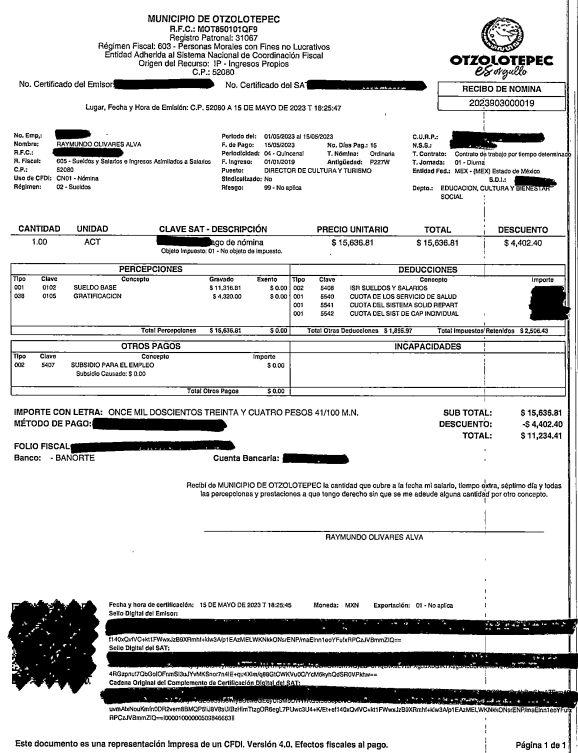 MUNICIPIO DE OTZOLOTEPEC
R.F.C.: MOT850101QF9
Registro Patronal: 31067
Régimen Fiscal: 603 - Personas Morales con Fines no Lucrativos
Entidad Adherida al Sistema Nacional de Coordinación Fiscal
Origen del Recurso: IP - Ingresos Propios
C.P.: 52080
OTZOLOTEPEC
es orgullo
No. Certificado del Emisor
No. Certificado del SAT
RECIBO DE NOMINA
2023903000019
Lugar, Fecha y Hora de Emisión: C.P. 52080 A 15 DE MAYO DE 2023 T 18:25:47
No. Emp.:
Nombre: RAYMUNDO OLIVARES ALVA
R.F.C.:
R. Fiscal: 605 - Sueldos y Salarios e Ingresos Asimilados a Salarios
C.P.: 52080
Uso de CFDI: CN01 - Nómina
Régimen: 02 - Sueldos
Periodo del: 01/05/2023 al 15/05/2023
F. de Pago: 15/05/2023 No. Días Pag.: 15
Periodicidad: 04 - Quincenal T. Nómina: Ordinaria
F. Ingreso: 01/01/2019 Antigüedad: P227W
Puesto: DIRECTOR DE CULTURA Y TURISMO
Sindicalizado: No
Riesgo: 99 - No aplica
C.U.R.P.:
N.S.S.:
T. Contrato: Contrato de trabajo por tiempo determinado
T. Jornada: 01 - Diurna
Entidad Fed.: MEX - (MEX) Estado de México
S.D.I.:
Depto.: EDUCACION, CULTURA Y BIENESTAR
SOCIAL
CANTIDAD UNIDAD CLAVE SAT - DESCRIPCIÓN PRECIO UNITARIO TOTAL DESCUENTO
1.00 ACT ago de nómina $ 15,636.81 $ 15,636.81 $ 4,402.40
Objeto Impuesto: 01 - No objeto de impuesto.
PERCEPCIONES
Tipo Clave Concepto Gravado Exento
001 0102 SUELDO BASE $ 11,316.81 $ 0.00
038 0105 GRATIFICACION $ 4,320.00 $ 0.00
Total Percepciones $ 15,636.81 $ 0.00
DEDUCCIONES
Tipo Clave Concepto Importe
002 5408 ISR SUELDOS Y SALARIOS
001 5540 CUOTA DE LOS SERVICIO DE SALUD
001 5541 CUOTA DEL SISTEMA SOLID REPART
001 5542 CUOTA DEL SIST DE CAP INDIVIDUAL
Total Otras Deducciones $ 1,895.97 Total Impuestos Retenidos $ 2,506.43
OTROS PAGOS
Tipo Clave Concepto Importe
002 5407 SUBSIDIO PARA EL EMPLEO $ 0.00
Subsidio Causado: $ 0.00
Total Otros Pagos $ 0.00
INCAPACIDADES
IMPORTE CON LETRA: ONCE MIL DOSCIENTOS TREINTA Y CUATRO PESOS 41/100 M.N.
MÉTODO DE PAGO:
SUB TOTAL: $ 15,636.81
DESCUENTO: -$ 4,402.40
TOTAL: $ 11,234.41
FOLIO FISCAL
Banco: - BANORTE Cuenta Bancaria:
Recibí de MUNICIPIO DE OTZOLOTEPEC la cantidad que cubre a la fecha mi salario, tiempo extra, séptimo día y todas
las percepciones y prestaciones a que tengo derecho sin que se me adeude alguna cantidad por otro concepto.
RAYMUNDO OLIVARES ALVA
Fecha y hora de certificación: 15 DE MAYO DE 2023 T 18:25:45 Moneda: MXN Exportación: 01 - No aplica
Sello Digital del Emisor:
Sello Digital del SAT:
Cadena Original del Complemento de Certificación Digital del SAT:
Este documento es una representación impresa de un CFDI. Versión 4.0. Efectos fiscales al pago.
Página 1 de 1